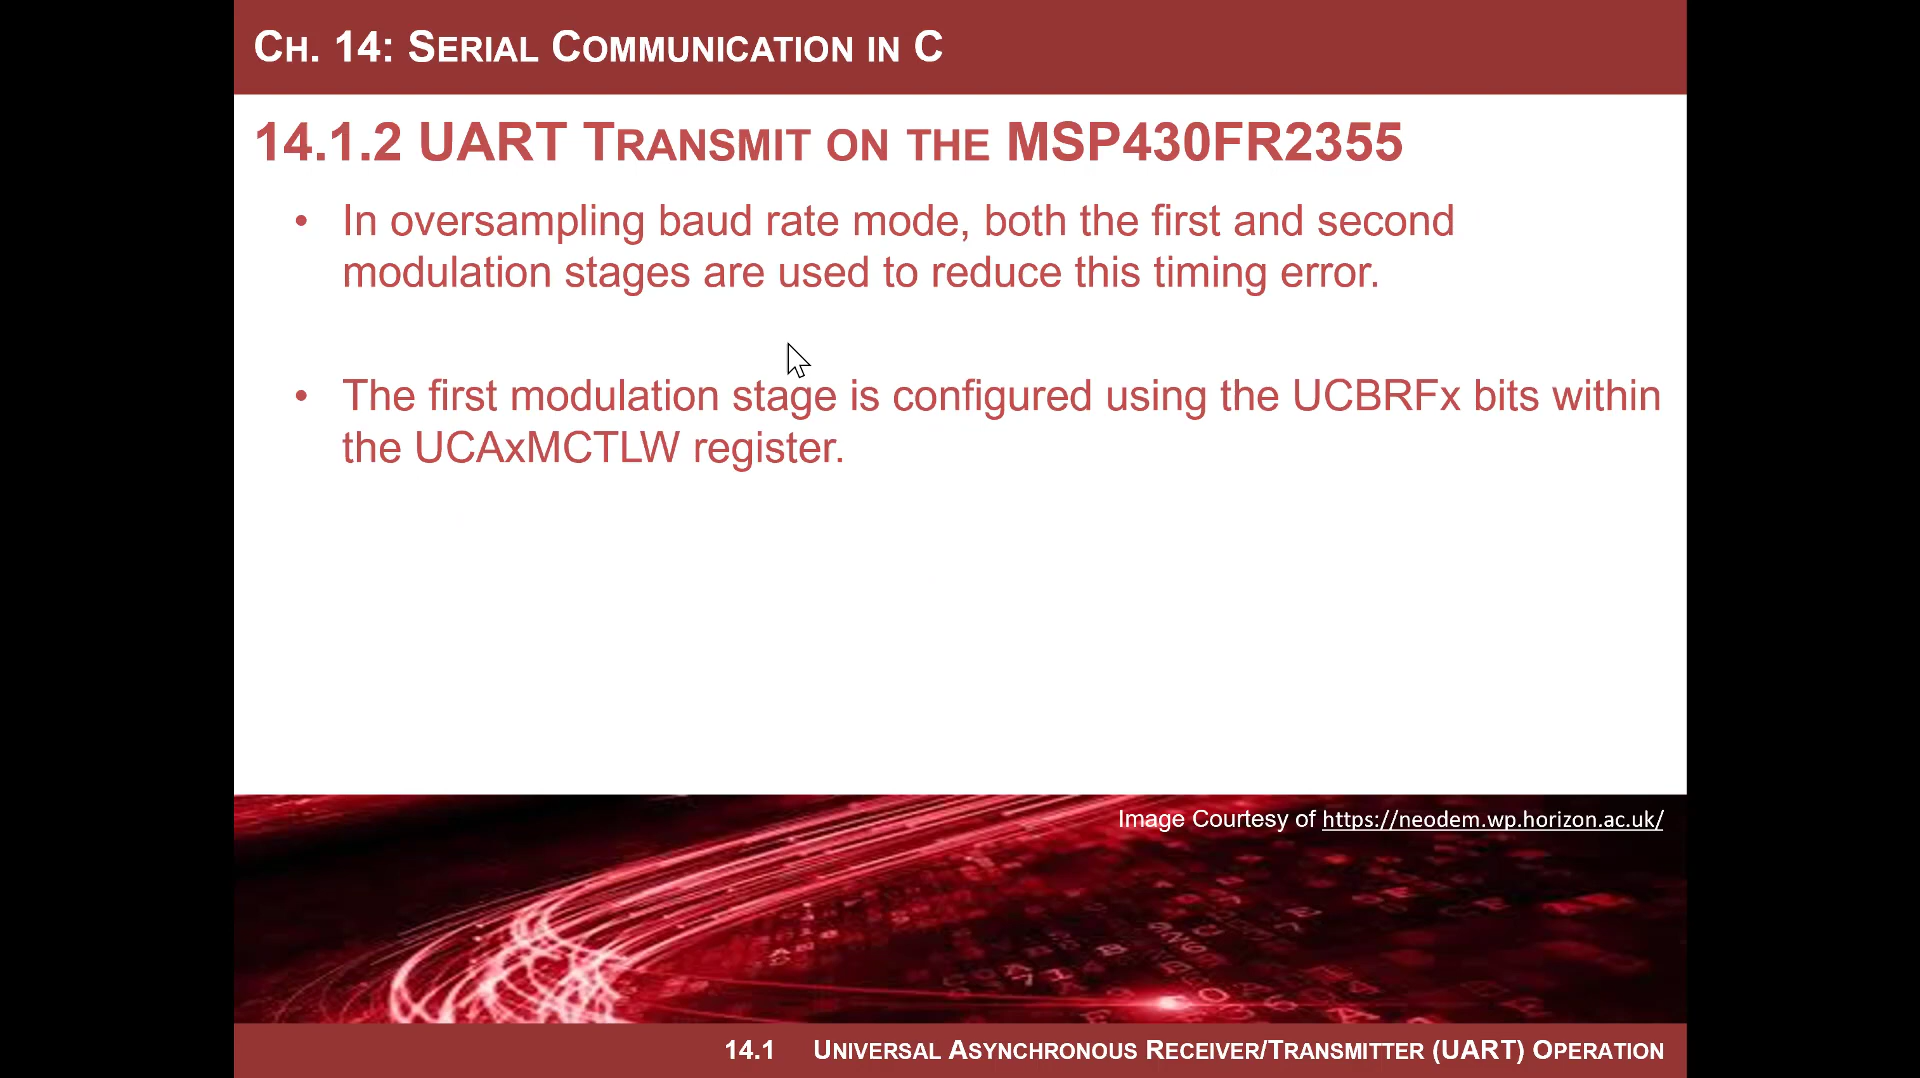 CH. 14: SERIAL COMMUNICATION IN C
14.1.2 UART TRANSMIT ON THE MSP430FR2355
• In oversampling baud rate mode, both the first and second
modulation stages are used to reduce this timing error.
• The first modulation stage is configured using the UCBRFx bits within
the UCAxMCTLW register.
Image Courtesy of https://neodem.wp.horizon.ac.uk/
14.1 UNIVERSAL ASYNCHRONOUS RECEIVER/TRANSMITTER (UART) OPERATION